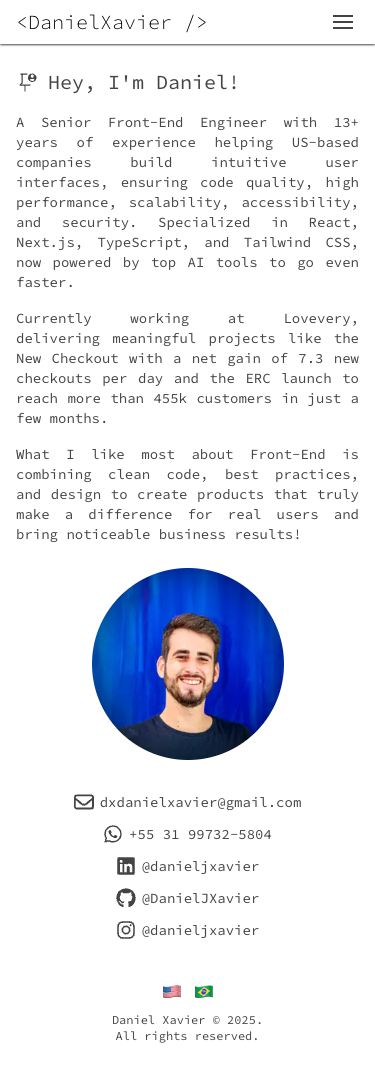 <DanielXavier />
Hey, I'm Daniel!
A Senior Front-End Engineer with 13+
years of experience helping US-based
companies build intuitive user
interfaces, ensuring code quality, high
performance, scalability, accessibility,
and security. Specialized in React,
Next.js, TypeScript, and Tailwind CSS,
now powered by top AI tools to go even
faster.
Currently working at Lovevery,
delivering meaningful projects like the
New Checkout with a net gain of 7.3 new
checkouts per day and the ERC launch to
reach more than 455k customers in just a
few months.
What I like most about Front-End is
combining clean code, best practices,
and design to create products that truly
make a difference for real users and
bring noticeable business results!
dxdanielxavier@gmail.com
+55 31 99732-5804
@danieljxavier
@DanielJXavier
@danieljxavier
Daniel Xavier © 2025.
All rights reserved.